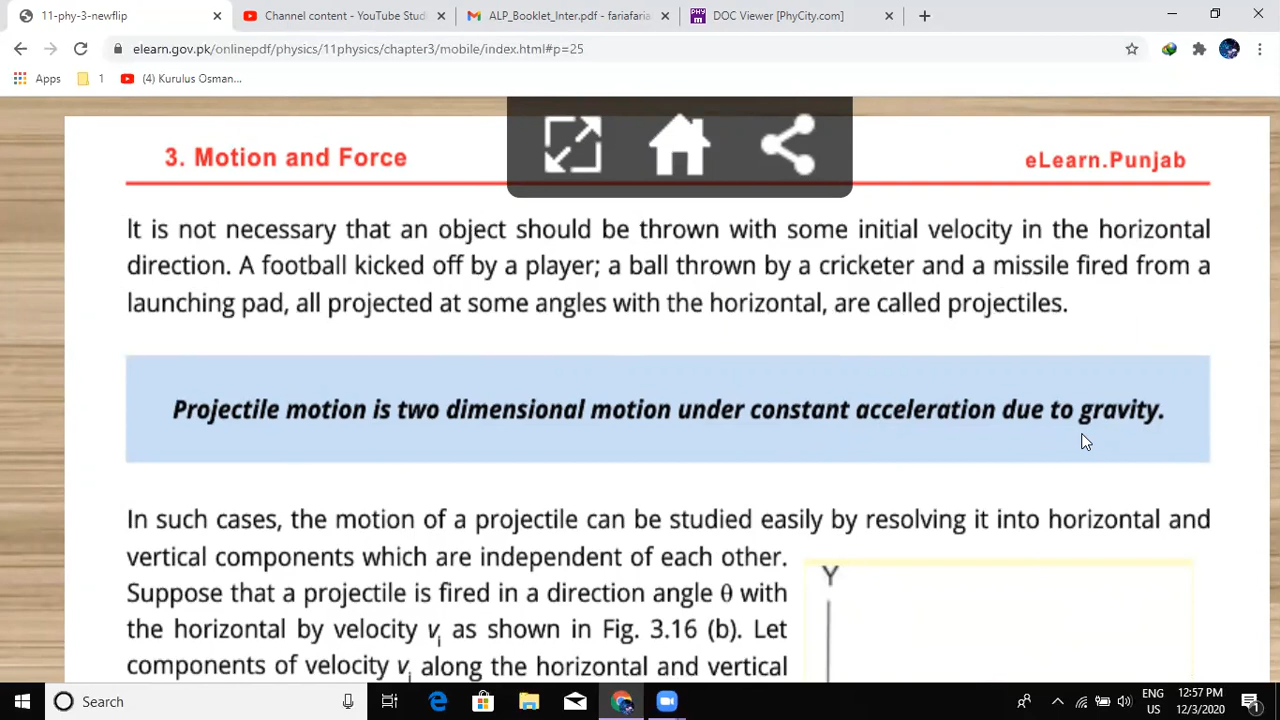 11-phy-3-newflip
Channel content - YouTube Stud
ALP_Booklet_Inter.pdf - fariafaria
DOC Viewer [PhyCity.com]
elearn.gov.pk/onlinepdf/physics/11physics/chapter3/mobile/index.html#p=25
Apps
1
(4) Kurulus Osman...
3. Motion and Force
eLearn.Punjab
It is not necessary that an object should be thrown with some initial velocity in the horizontal
direction. A football kicked off by a player; a ball thrown by a cricketer and a missile fired from a
launching pad, all projected at some angles with the horizontal, are called projectiles.
Projectile motion is two dimensional motion under constant acceleration due to gravity.
In such cases, the motion of a projectile can be studied easily by resolving it into horizontal and
vertical components which are independent of each other.
Suppose that a projectile is fired in a direction angle θ with
the horizontal by velocity vᵢ as shown in Fig. 3.16 (b). Let
components of velocity vᵢ along the horizontal and vertical
Y
Search
ENG
US
12:57 PM
12/3/2020
1